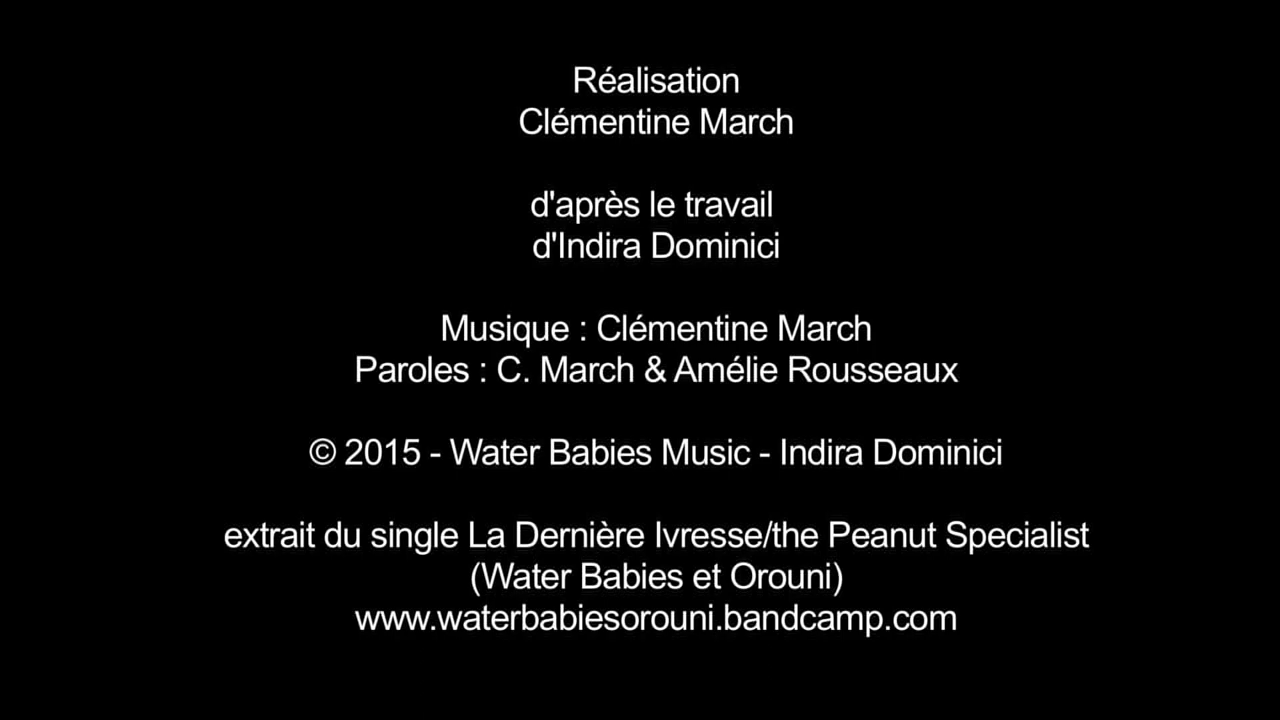 Réalisation
Clémentine March
d'après le travail
d'Indira Dominici
Musique : Clémentine March
Paroles : C. March & Amélie Rousseaux
© 2015 - Water Babies Music - Indira Dominici
extrait du single La Dernière Ivresse/the Peanut Specialist
(Water Babies et Orouni)
www.waterbabiesorouni.bandcamp.com